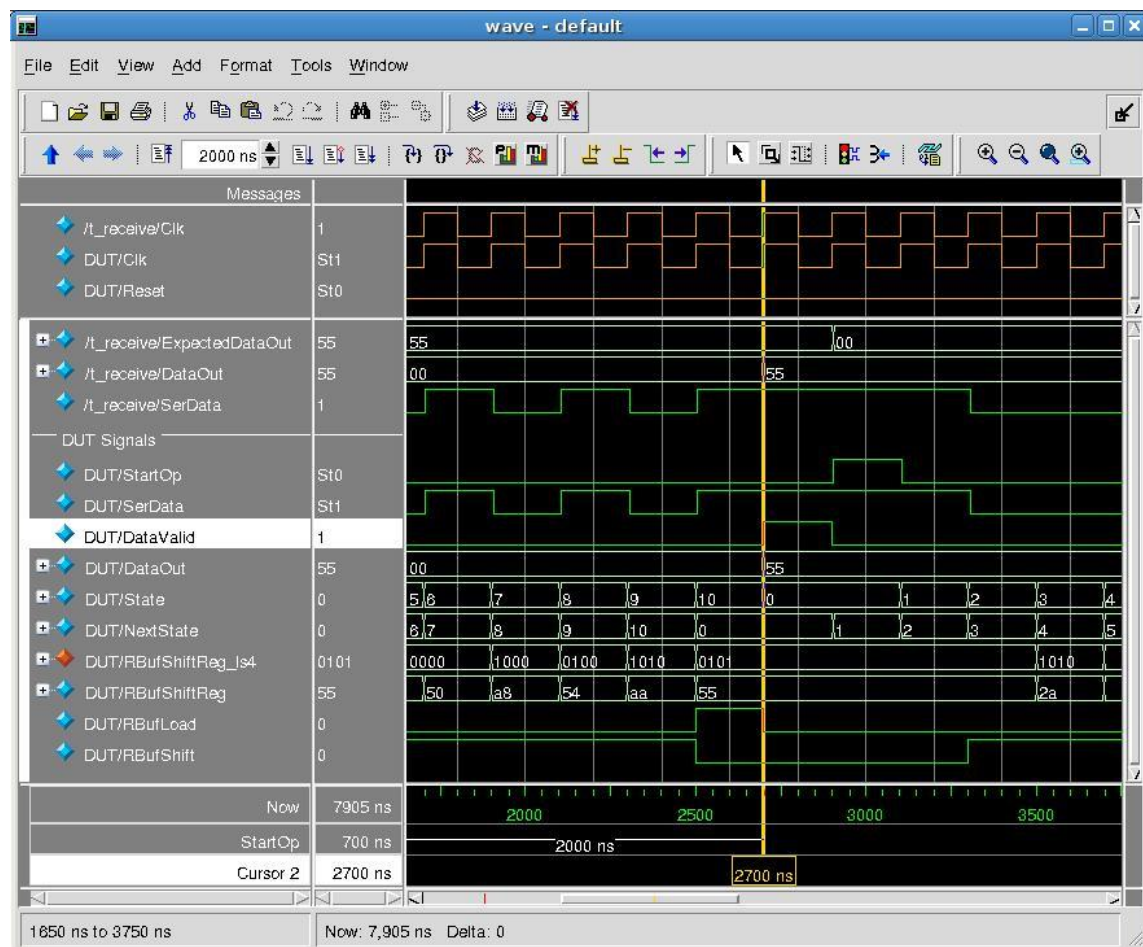 wave - default
File Edit View Add Format Tools Window
2000 ns
Messages
/t_receive/Clk 1
DUT/Clk St1
DUT/Reset St0
/t_receive/ExpectedDataOut 55 55 00
/t_receive/DataOut 55 00 55
/t_receive/SerData 1
DUT Signals
DUT/StartOp St0
DUT/SerData St1
DUT/DataValid 1
DUT/DataOut 55 00 55
DUT/State 0 5 6 7 8 9 10 0 1 2 3 4
DUT/NextState 0 6 7 8 9 10 0 1 2 3 4 5
DUT/RBufShiftReg_ls4 0101 0000 1000 0100 1010 0101 1010
DUT/RBufShiftReg 55 50 a8 54 aa 55 2a
DUT/RBufLoad 0
DUT/RBufShift 0
Now 7905 ns 2000 2500 3000 3500
StartOp 700 ns 2000 ns
Cursor 2 2700 ns 2700 ns
1650 ns to 3750 ns Now: 7,905 ns Delta: 0